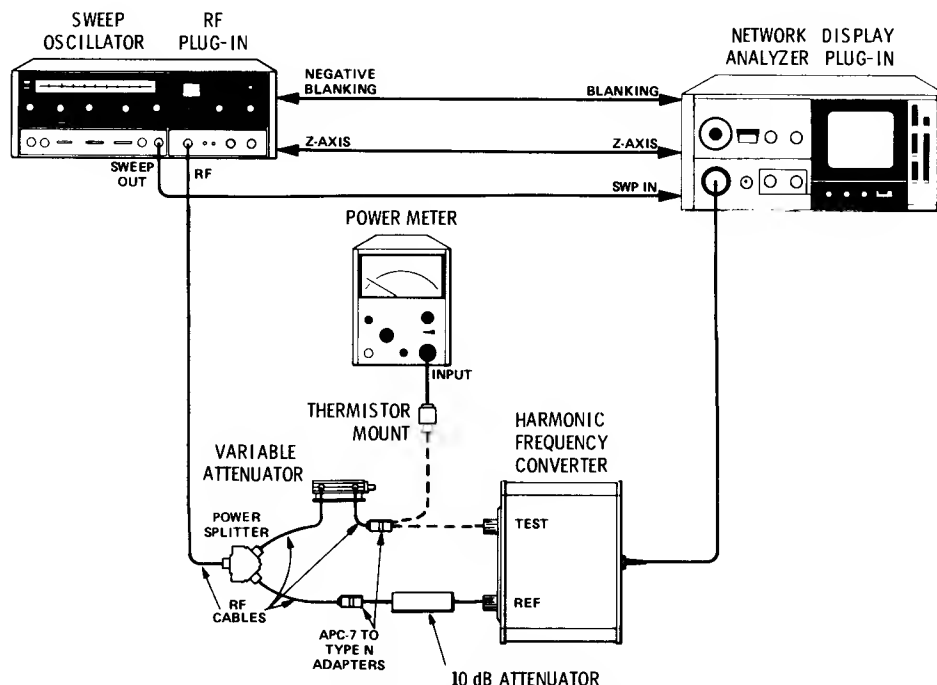 SWEEP
OSCILLATOR
RF
PLUG-IN
NETWORK
ANALYZER
DISPLAY
PLUG-IN
NEGATIVE
BLANKING
BLANKING
Z-AXIS
Z-AXIS
SWEEP
OUT
RF
SWP IN
POWER METER
INPUT
THERMISTOR
MOUNT
HARMONIC
FREQUENCY
CONVERTER
VARIABLE
ATTENUATOR
POWER
SPLITTER
TEST
REF
RF
CABLES
APC-7 TO
TYPE N
ADAPTERS
10 dB ATTENUATOR